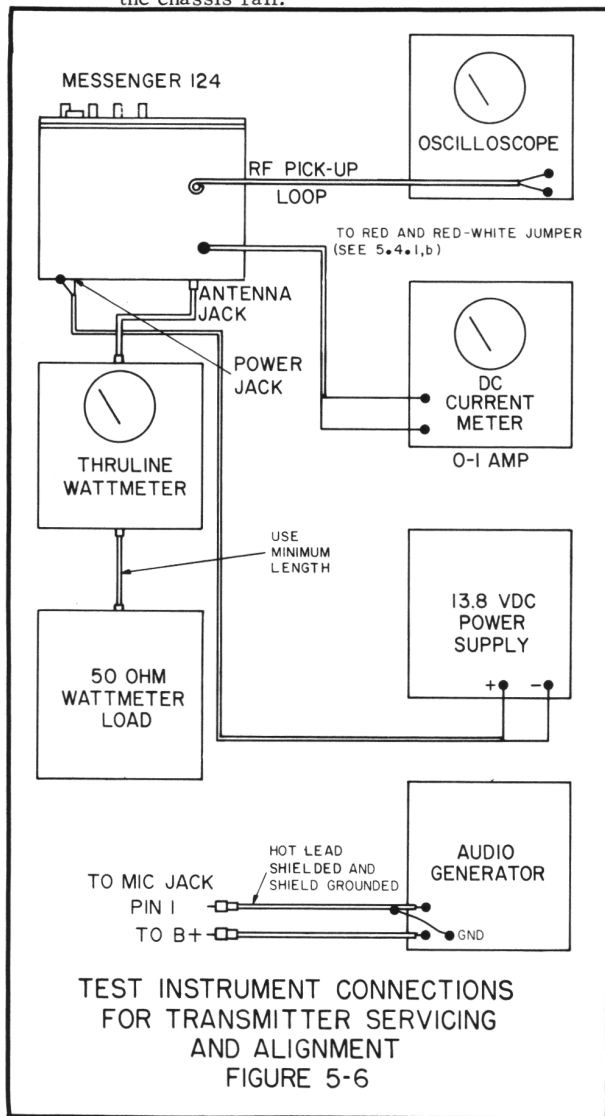 the chassis rail.
MESSENGER 124
OSCILLOSCOPE
RF PICK-UP
LOOP
TO RED AND RED-WHITE JUMPER
(SEE 5.4.1,b)
ANTENNA
JACK
POWER
JACK
DC
CURRENT
METER
0-1 AMP
THRULINE
WATTMETER
USE
MINIMUM
LENGTH
13.8 VDC
POWER
SUPPLY
+ -
50 OHM
WATTMETER
LOAD
HOT LEAD
SHIELDED AND
SHIELD GROUNDED
AUDIO
GENERATOR
TO MIC JACK
PIN 1
TO B+
GND
TEST INSTRUMENT CONNECTIONS
FOR TRANSMITTER SERVICING
AND ALIGNMENT
FIGURE 5-6